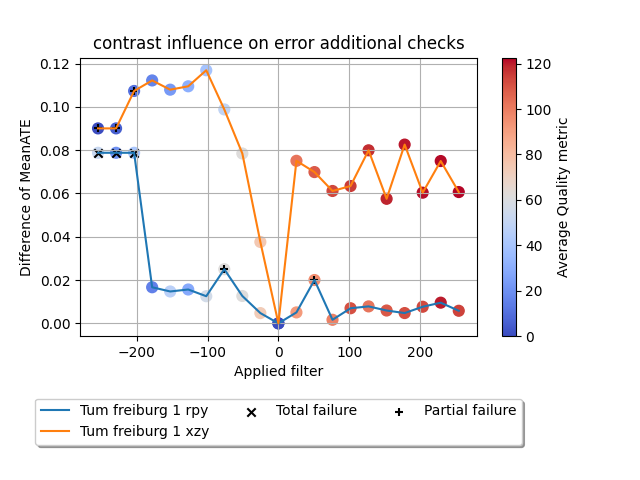 contrast influence on error additional checks
0.12
0.10
0.08
0.06
0.04
0.02
0.00
Difference of MeanATE
−200
−100
0
100
200
Applied filter
120
100
80
60
40
20
0
Average Quality metric
Tum freiburg 1 rpy
Total failure
Partial failure
Tum freiburg 1 xzy